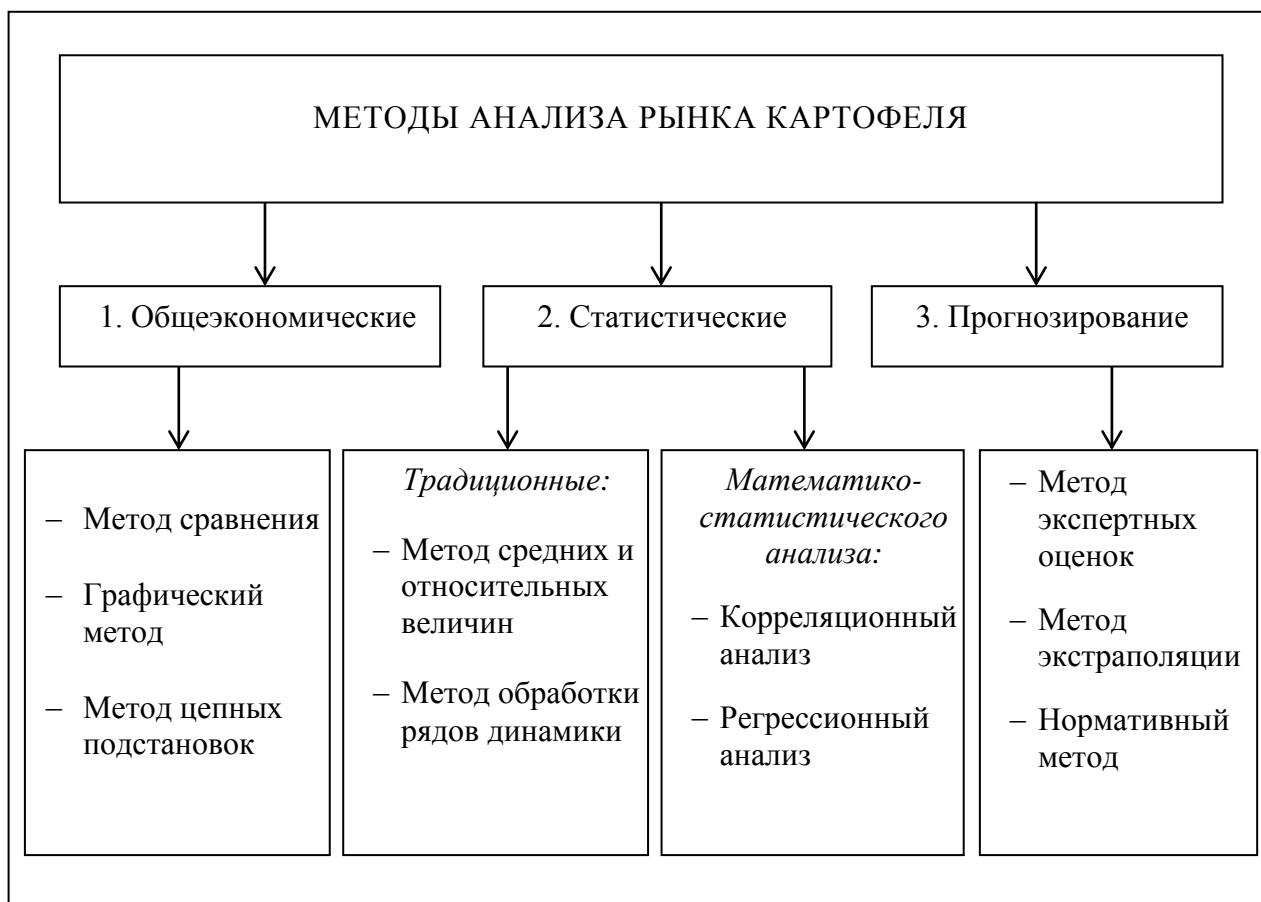 МЕТОДЫ АНАЛИЗА РЫНКА КАРТОФЕЛЯ
1. Общеэкономические
2. Статистические
3. Прогнозирование
– Метод сравнения
– Графический
метод
– Метод цепных
подстановок
Традиционные:
– Метод средних и
относительных
величин
– Метод обработки
рядов динамики
Математико-
статистического
анализа:
– Корреляционный
анализ
– Регрессионный
анализ
– Метод
экспертных
оценок
– Метод
экстраполяции
– Нормативный
метод